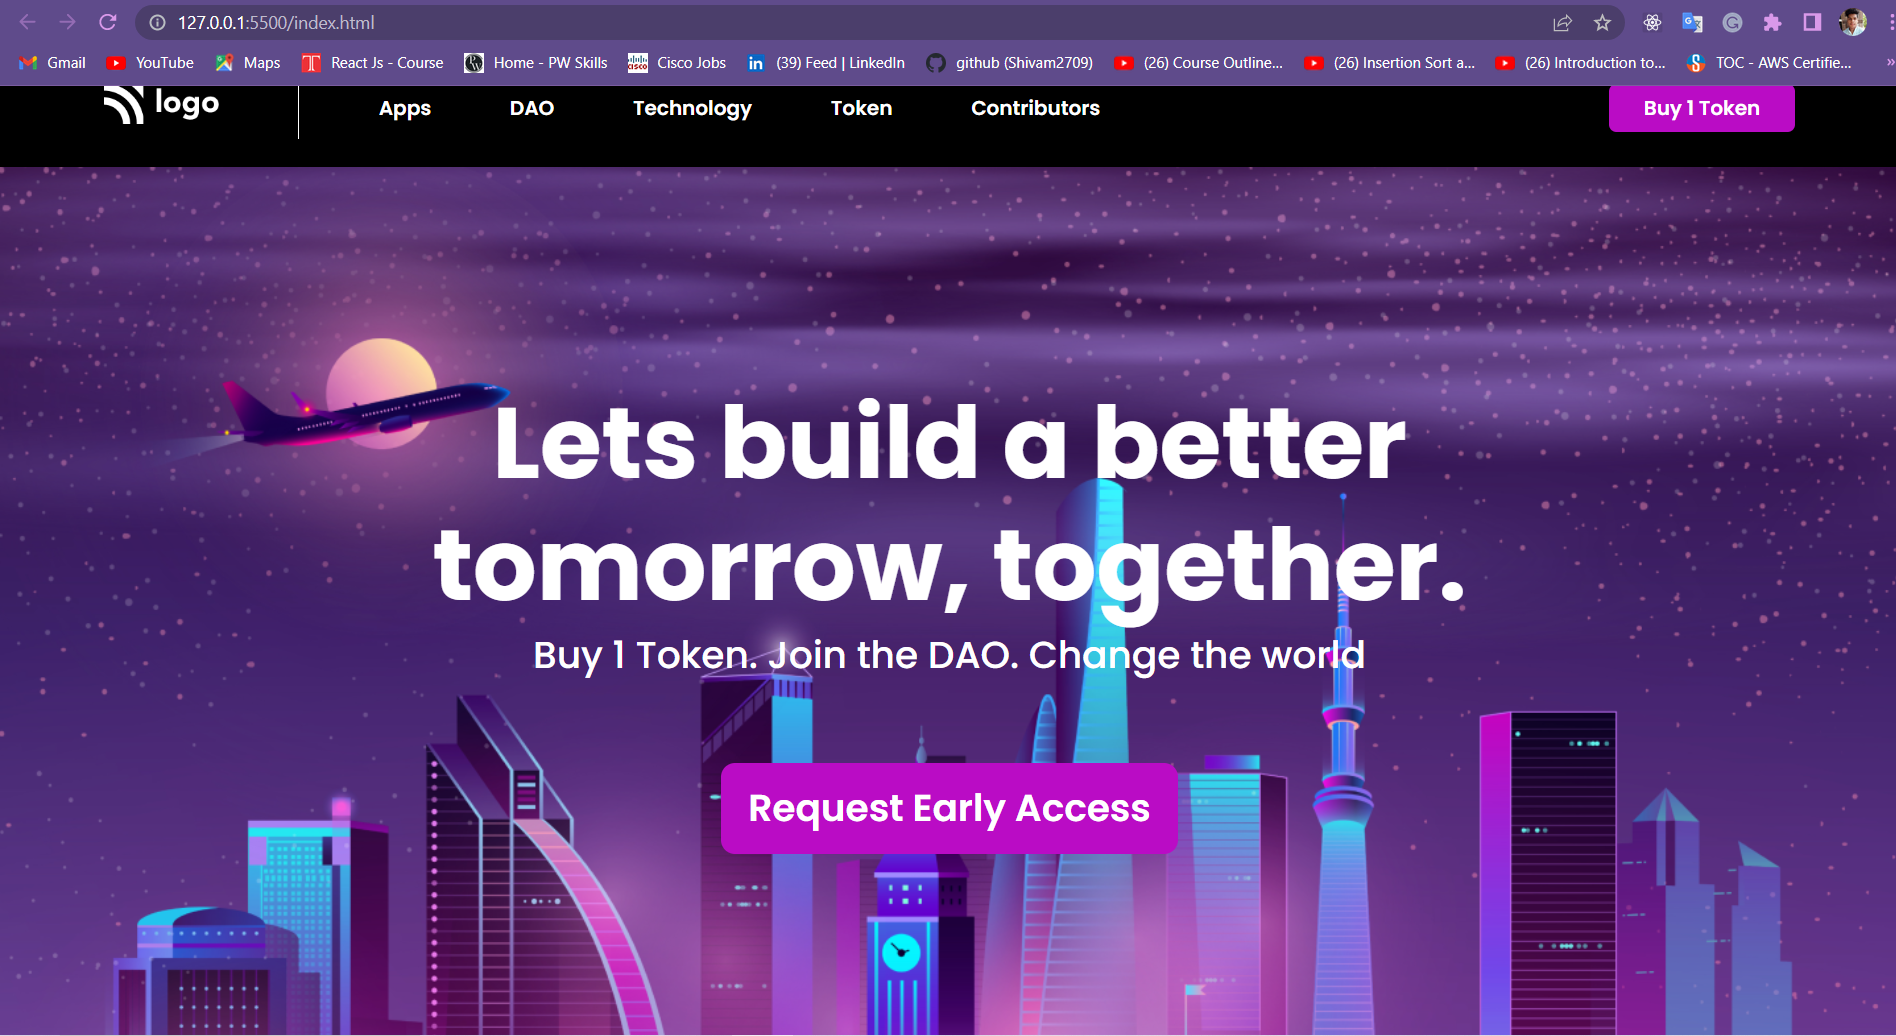 127.0.0.1:5500/index.html
Gmail YouTube Maps React Js - Course Home - PW Skills Cisco Jobs (39) Feed | LinkedIn github (Shivam2709) (26) Course Outline... (26) Insertion Sort a... (26) Introduction to... TOC - AWS Certifie... »
logo Apps DAO Technology Token Contributors Buy 1 Token
Lets build a better
tomorrow, together.
Buy 1 Token. Join the DAO. Change the world
Request Early Access